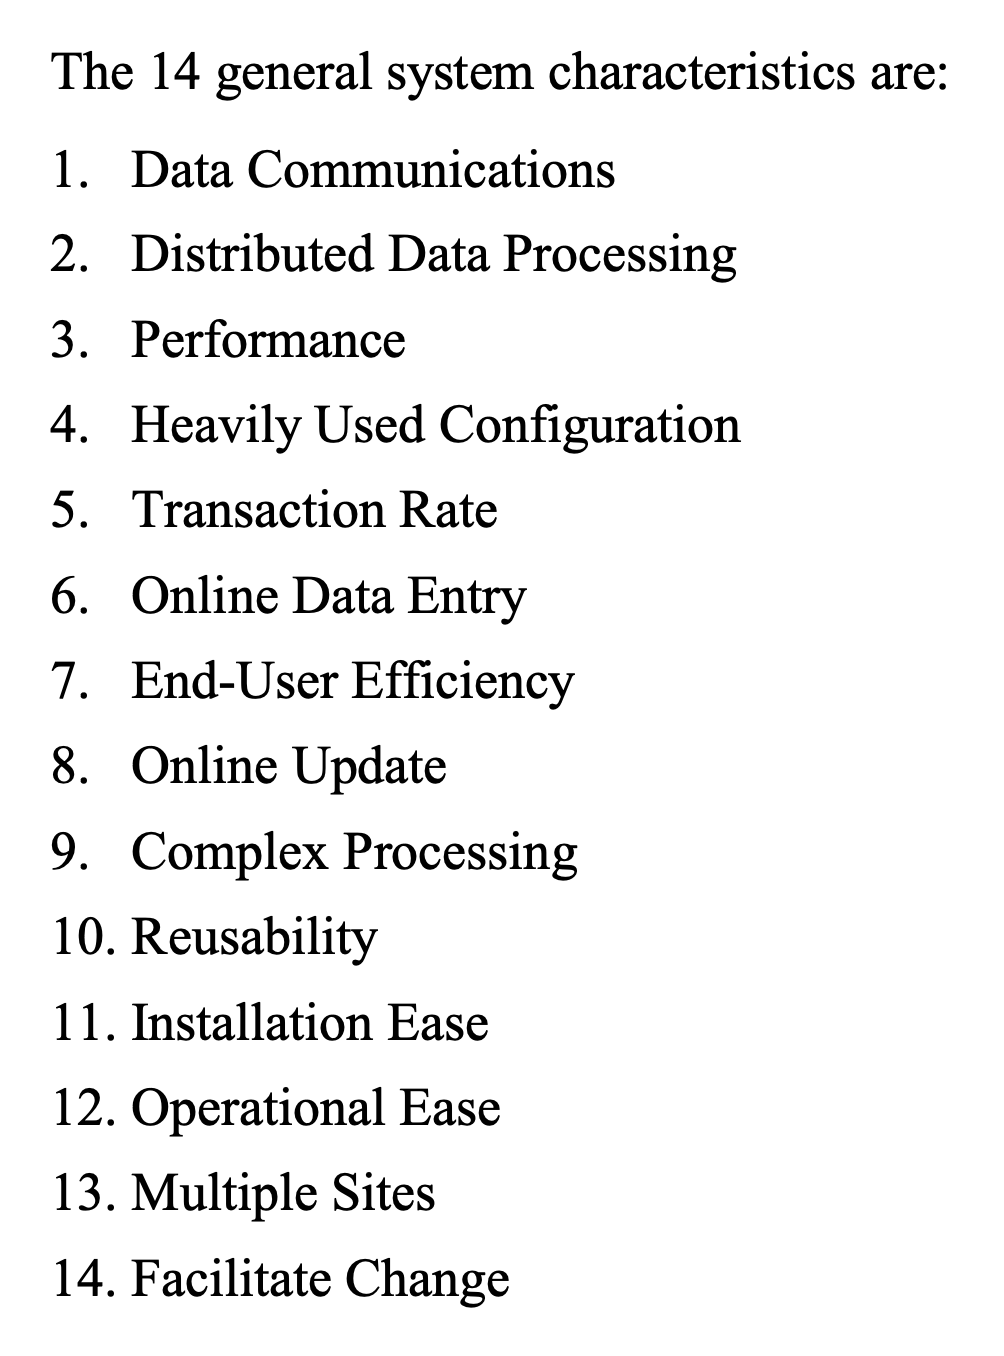 The 14 general system characteristics are:
1. Data Communications
2. Distributed Data Processing
3. Performance
4. Heavily Used Configuration
5. Transaction Rate
6. Online Data Entry
7. End-User Efficiency
8. Online Update
9. Complex Processing
10. Reusability
11. Installation Ease
12. Operational Ease
13. Multiple Sites
14. Facilitate Change